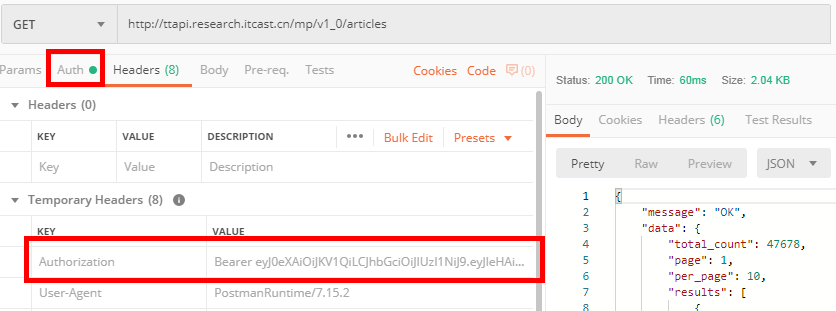 GET http://ttapi.research.itcast.cn/mp/v1_0/articles
Params Auth Headers (8) Body Pre-req. Tests Cookies Code (0)
Headers (0)
KEY VALUE DESCRIPTION ••• Bulk Edit Presets
Key Value Description
Temporary Headers (8)
KEY VALUE
Authorization Bearer eyJ0eXAiOiJKV1QiLCJhbGciOiJIUzI1NiJ9.eyJleHAi...
User-Agent PostmanRuntime/7.15.2
Status: 200 OK Time: 60ms Size: 2.04 KB
Body Cookies Headers (6) Test Results
Pretty Raw Preview JSON
1 {
2 "message": "OK",
3 "data": {
4 "total_count": 47678,
5 "page": 1,
6 "per_page": 10,
7 "results": [
8 {